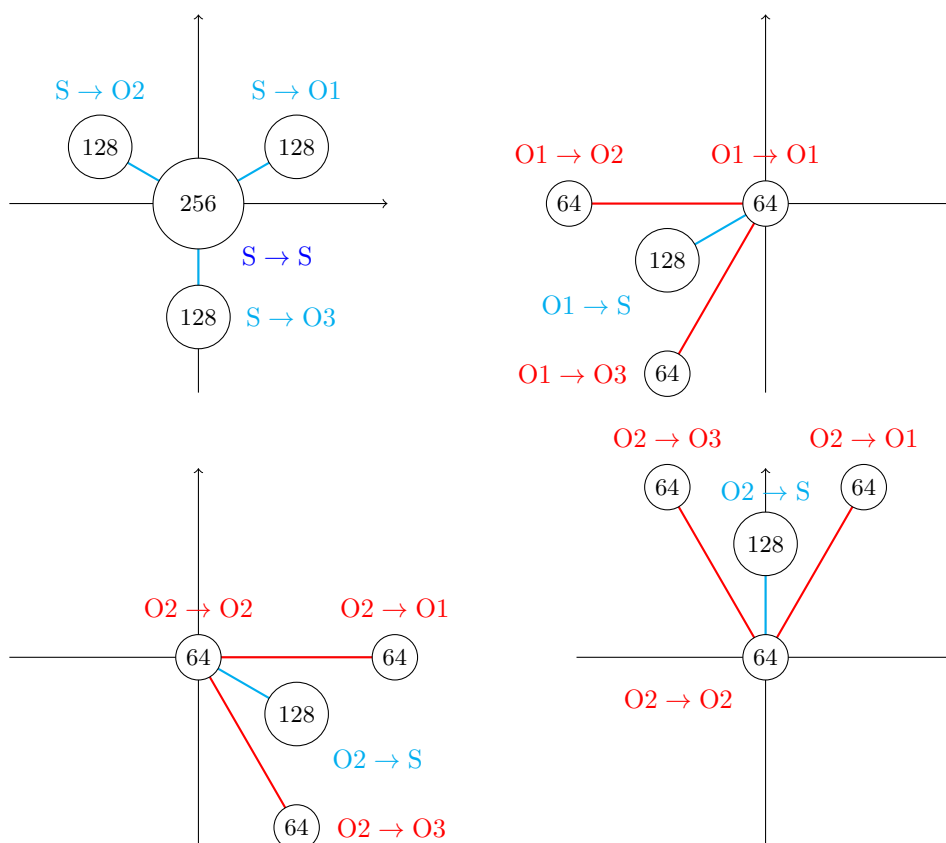 S → O2
S → O1
128
128
256
S → S
128
S → O3
O1 → O2
O1 → O1
64
64
128
O1 → S
64
O1 → O3
O2 → O2
O2 → O1
64
64
128
O2 → S
64
O2 → O3
O2 → O3
O2 → O1
64
O2 → S
64
128
64
O2 → O2